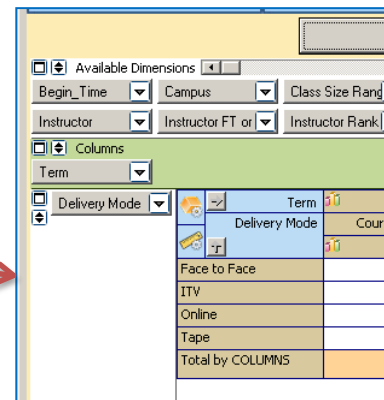 Available Dimensions
Begin_Time Campus Class Size Rang
Instructor Instructor FT or Instructor Rank
Columns
Term
Delivery Mode
Term
Delivery Mode Cour
Face to Face
ITV
Online
Tape
Total by COLUMNS